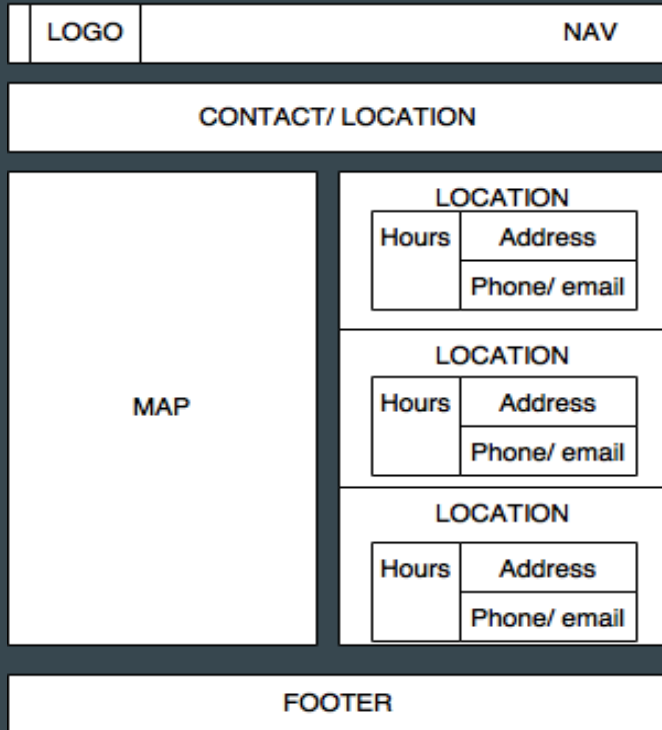 LOGO
NAV
CONTACT/ LOCATION
MAP
LOCATION
Hours
Address
Phone/ email
LOCATION
Hours
Address
Phone/ email
LOCATION
Hours
Address
Phone/ email
FOOTER